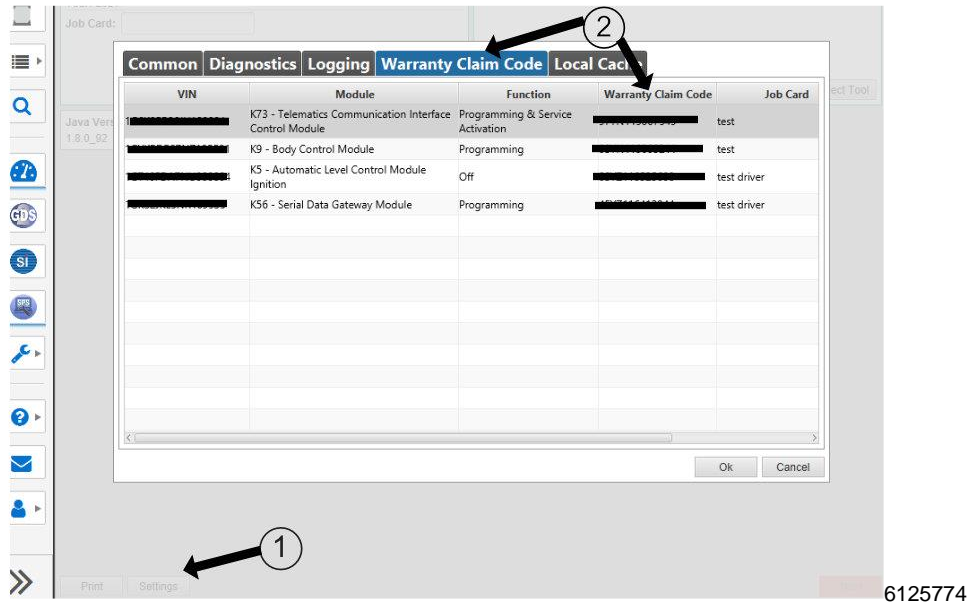 Job Card:
2
Common Diagnostics Logging Warranty Claim Code Local Cache
VIN Module Function Warranty Claim Code Job Card
ect Tool
Java Vers
1.8.0_92
K73 - Telematics Communication Interface Control Module Programming & Service Activation test
K9 - Body Control Module Programming test
K5 - Automatic Level Control Module Ignition Off test driver
K56 - Serial Data Gateway Module Programming test driver
GDS
SI
SPS
Ok Cancel
1
Print Settings
6125774